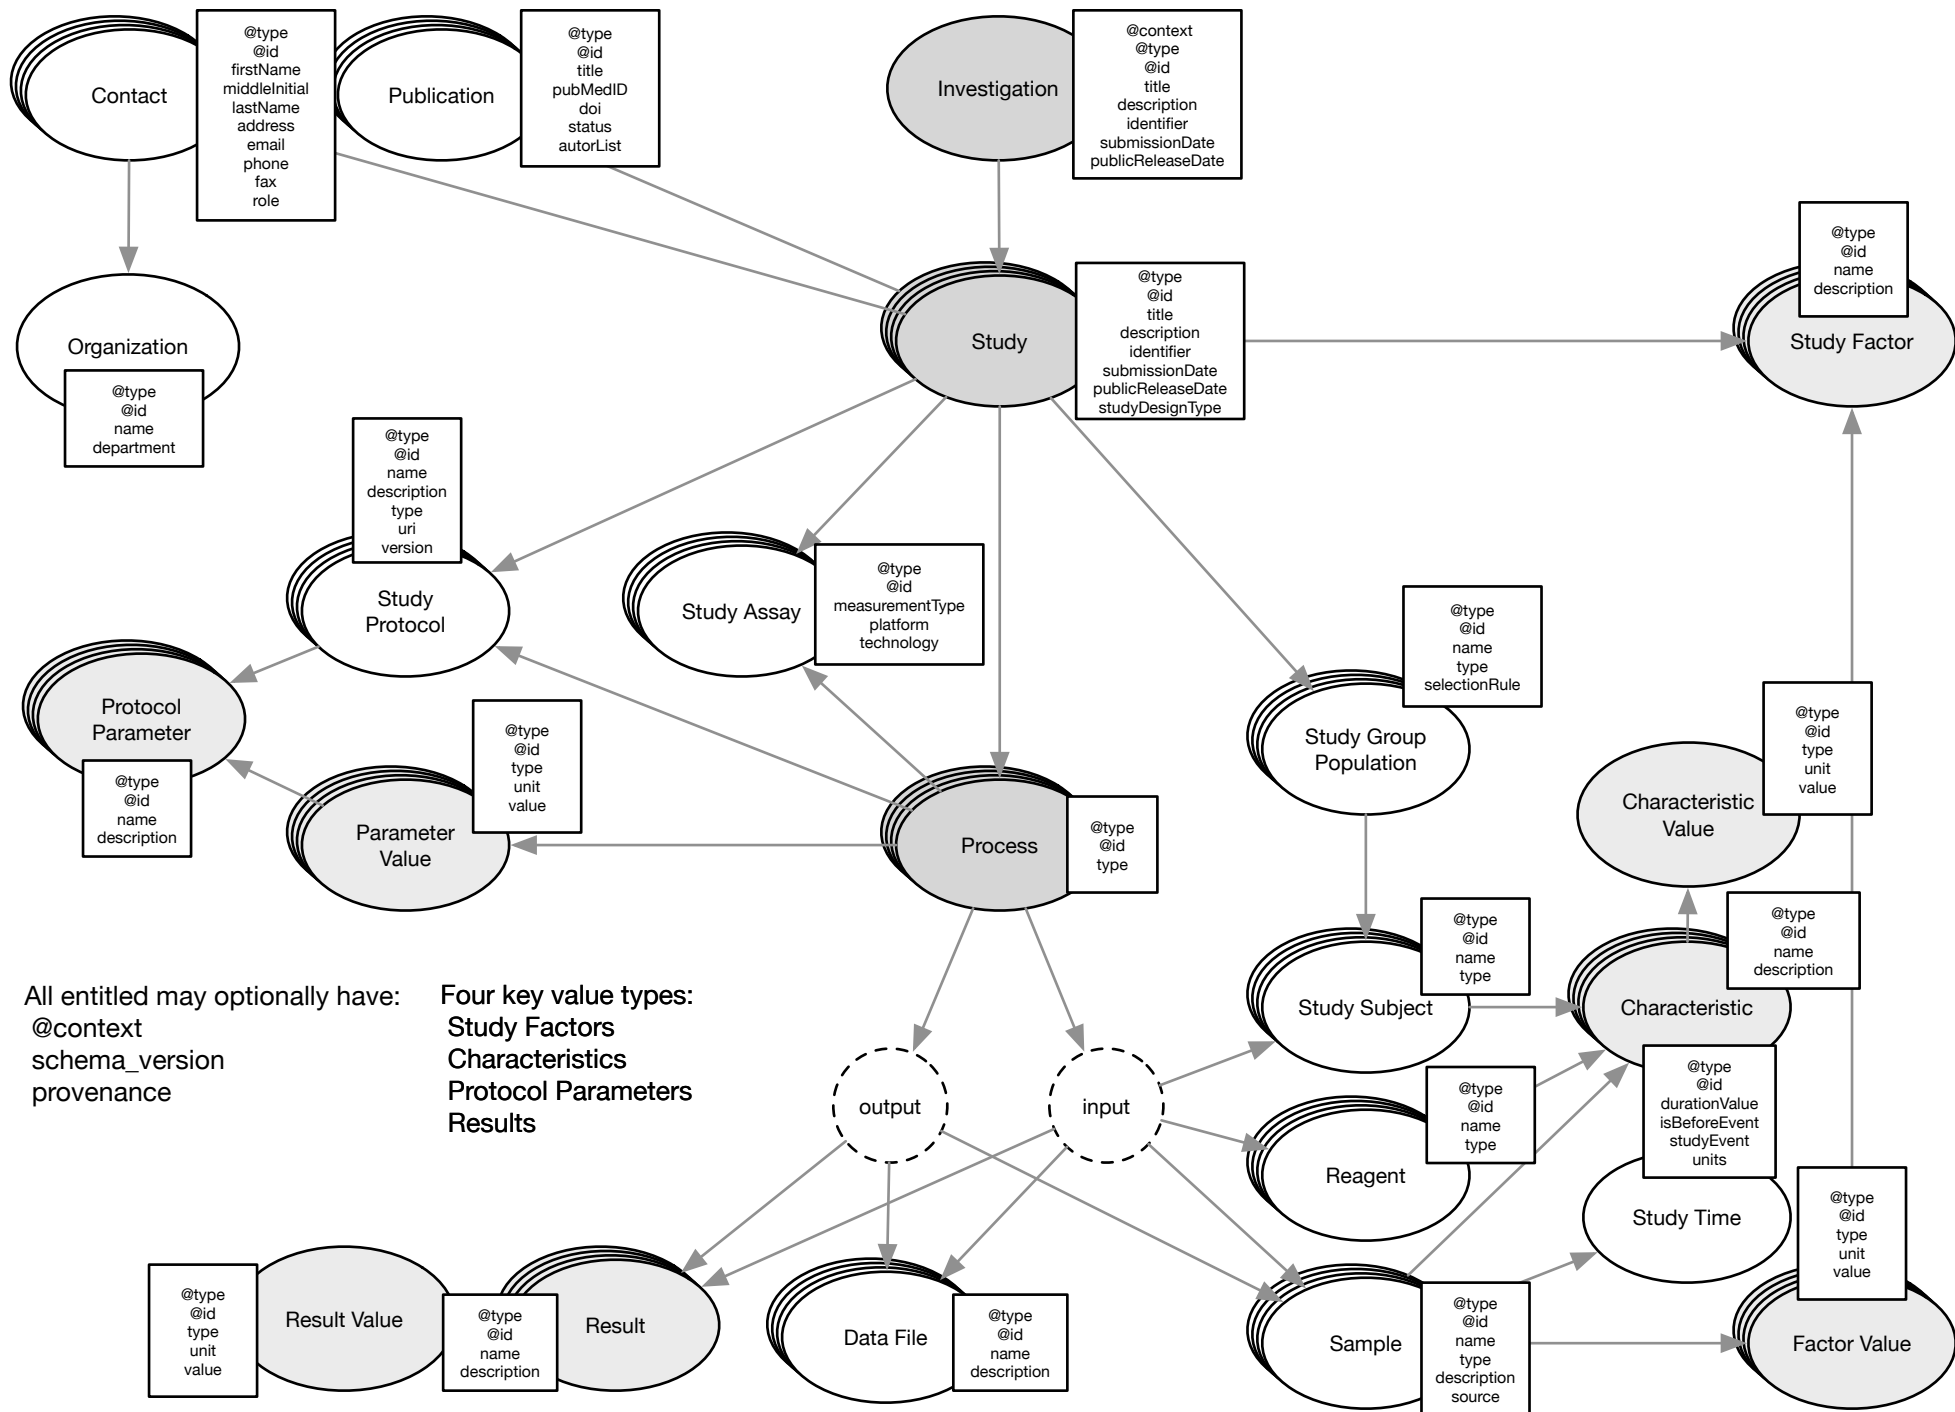 Contact
@type
@id
firstName
middleInitial
lastName
address
email
phone
fax
role
Publication
@type
@id
title
pubMedID
doi
status
autorList
Investigation
@context
@type
@id
title
description
identifier
submissionDate
publicReleaseDate
Organization
@type
@id
name
department
Study
@type
@id
title
description
identifier
submissionDate
publicReleaseDate
studyDesignType
@type
@id
name
description
Study Factor
@type
@id
name
description
type
uri
version
Study
Protocol
Study Assay
@type
@id
measurementType
platform
technology
@type
@id
name
type
selectionRule
Study Group
Population
Protocol
Parameter
@type
@id
name
description
@type
@id
type
unit
value
Parameter
Value
Process
@type
@id
type
@type
@id
type
unit
value
Characteristic
Value
@type
@id
name
type
Study Subject
@type
@id
name
description
Characteristic
All entitled may optionally have:
@context
schema_version
provenance
Four key value types:
Study Factors
Characteristics
Protocol Parameters
Results
output
input
@type
@id
name
type
Reagent
@type
@id
durationValue
isBeforeEvent
studyEvent
units
Study Time
@type
@id
type
unit
value
Factor Value
@type
@id
type
unit
value
Result Value
@type
@id
name
description
Result
Data File
@type
@id
name
description
Sample
@type
@id
name
type
description
source